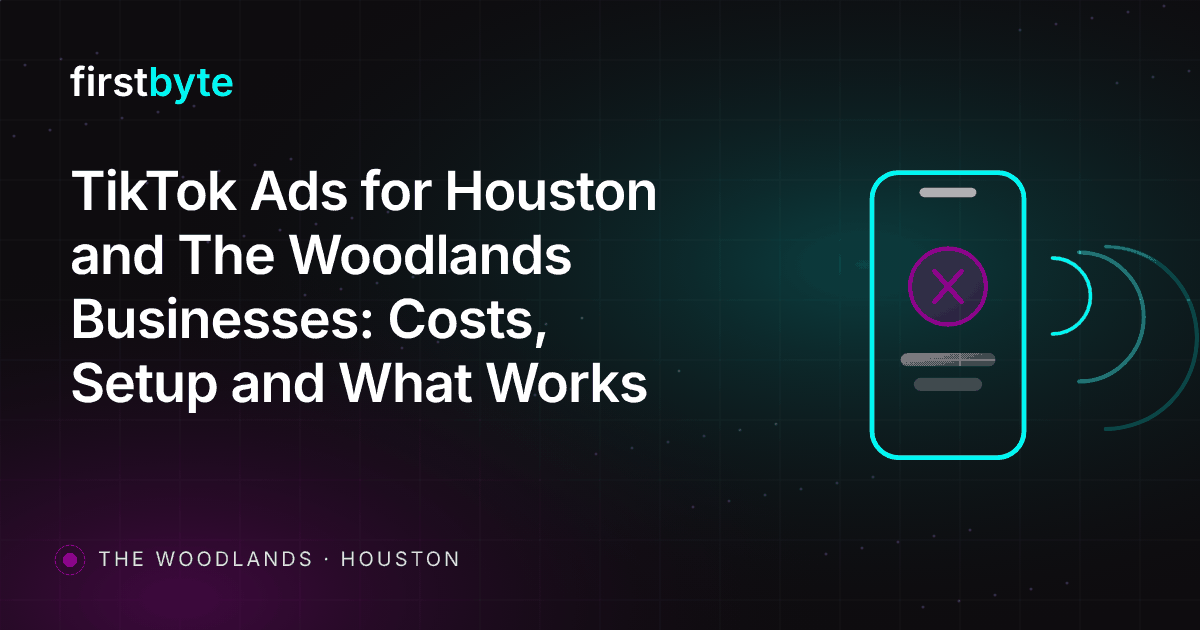 firstbyte
TikTok Ads for Houston
and The Woodlands
Businesses: Costs,
Setup and What Works
THE WOODLANDS · HOUSTON